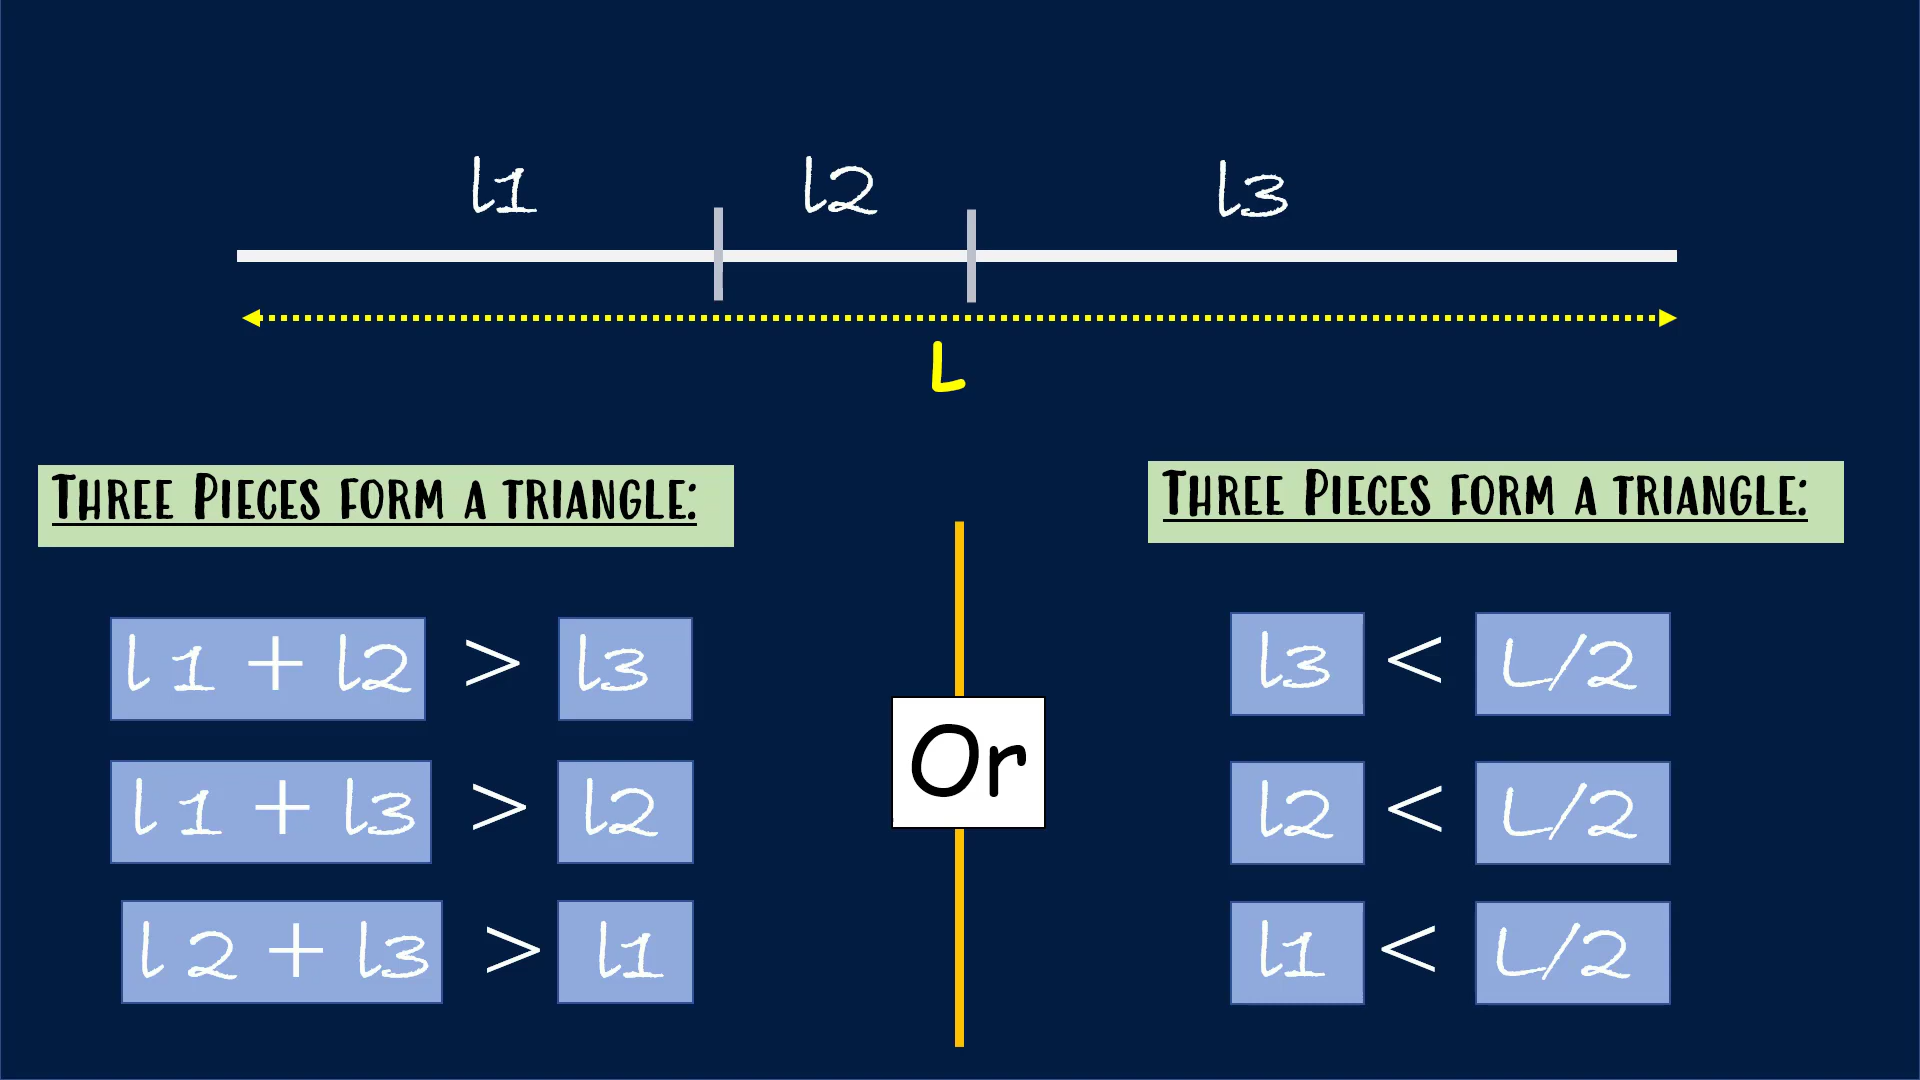 l1 l2 l3
L
Three Pieces form a triangle:
l1 + l2 > l3
l1 + l3 > l2
l2 + l3 > l1
Or
Three Pieces form a triangle:
l3 < L/2
l2 < L/2
l1 < L/2